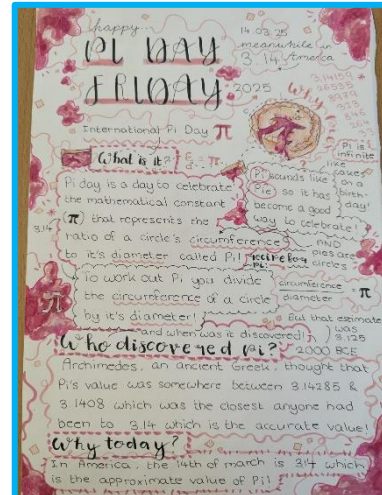 happy...
PI DAY
FRIDAY
2025
14.03.25
meanwhile in
3.14 America
International Pi Day π
3.14159
26535
8979
Why pie?
Pi is
infinite
like
cakes
on a
birth-
day!
What is it?
Pi day is a day to celebrate
the mathematical constant
(π) that represents the
ratio of a circle's circumference
to it's diameter called Pi!
3.14
Pi sounds like
Pie so it has
become a good
way to celebrate!
AND
pies are
circles
To work out Pi you divide
the circumference of a circle
by it's diameter!
circumference
diameter
= π
π
But that estimate
was
3.125
and when was it discovered?
2000 BCE
Who discovered pi?
Archimedes, an ancient Greek, thought that
Pi's value was somewhere between 3.14285 &
3.1408 which was the closest anyone had
been to 3.14 which is the accurate value!
Why today?
In America, the 14th of march is 3.14 which
is the approximate value of Pi!